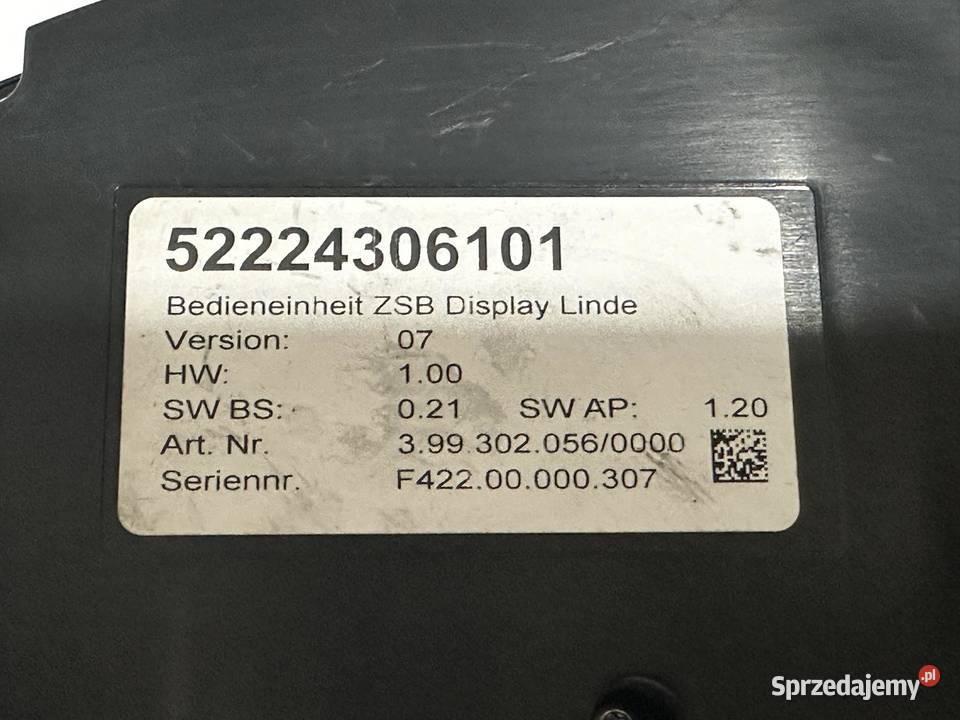 52224306101
Bedieneinheit ZSB Display Linde
Version: 07
HW: 1.00
SW BS: 0.21 SW AP: 1.20
Art. Nr. 3.99.302.056/0000
Seriennr. F422.00.000.307
Sprzedajemy.pl